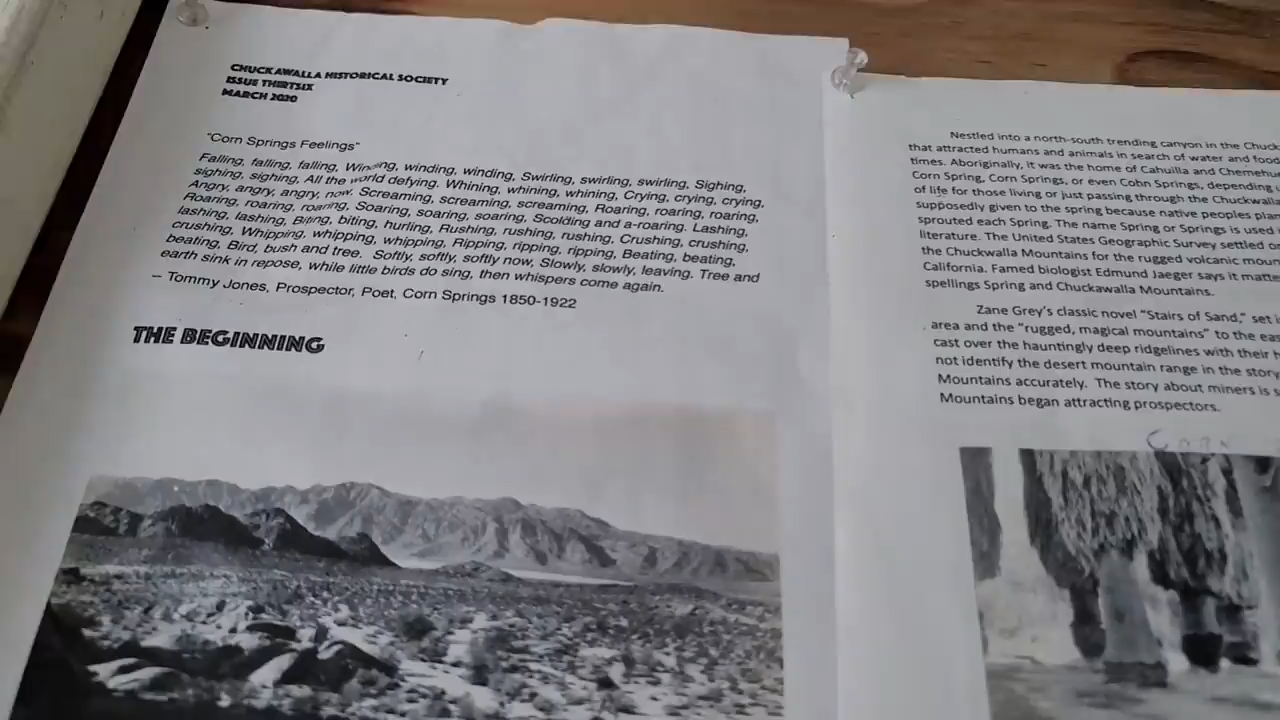 CHUCKAWALLA HISTORICAL SOCIETY
ISSUE THIRTSIX
MARCH 2020
"Corn Springs Feelings"
Falling, falling, falling, Winding, winding, winding, Swirling, swirling, swirling, Sighing,
sighing, sighing, All the world defying. Whining, whining, whining, Crying, crying, crying,
Angry, angry, angry, now. Screaming, screaming, screaming, Roaring, roaring, roaring,
Roaring, roaring, roaring, Soaring, soaring, soaring, Scolding and a-roaring. Lashing,
lashing, lashing, Biting, biting, hurling, Rushing, rushing, rushing, Crushing, crushing,
crushing, Whipping, whipping, whipping, Ripping, ripping, ripping, Beating, beating,
beating, Bird, bush and tree. Softly, softly, softly now, Slowly, slowly, leaving. Tree and
earth sink in repose, while little birds do sing, then whispers come again.
-- Tommy Jones, Prospector, Poet, Corn Springs 1850-1922
THE BEGINNING
Nestled into a north-south trending canyon in the Chuck
that attracted humans and animals in search of water and food
times. Aboriginally, it was the home of Cahuilla and Chemehue
Corn Spring, Corn Springs, or even Cobn Springs, depending
of life for those living or just passing through the Chuckwalla
supposedly given to the spring because native peoples plan
sprouted each Spring. The name Spring or Springs is used
literature. The United States Geographic Survey settled on
the Chuckwalla Mountains for the rugged volcanic moun
California. Famed biologist Edmund Jaeger says it matte
spellings Spring and Chuckawalla Mountains.
Zane Grey's classic novel "Stairs of Sand," set i
area and the "rugged, magical mountains" to the eas
cast over the hauntingly deep ridgelines with their h
not identify the desert mountain range in the story
Mountains accurately. The story about miners is s
Mountains began attracting prospectors.
Corn